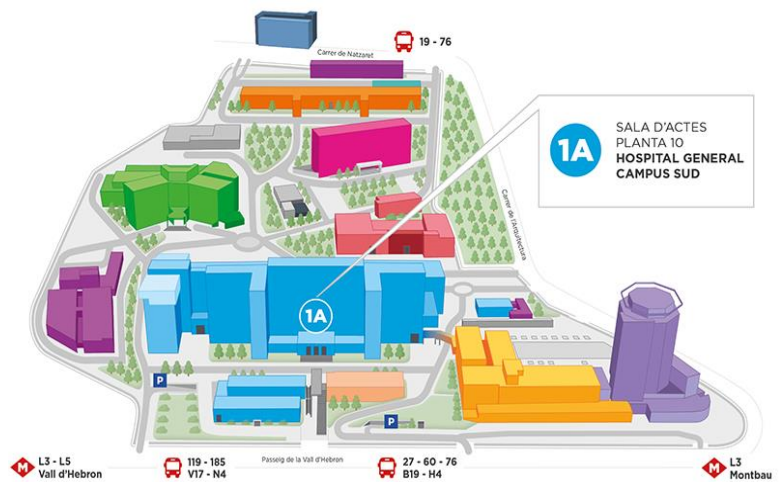 19 - 76
Carrer de Natzaret
1A
SALA D'ACTES
PLANTA 10
HOSPITAL GENERAL
CAMPUS SUD
Carrer de l'Arquitectura
1A
P
P
M
L3 - L5
Vall d'Hebron
119 - 185
V17 - N4
Passeig de la Vall d'Hebron
27 - 60 - 76
B19 - H4
M
L3
Montbau